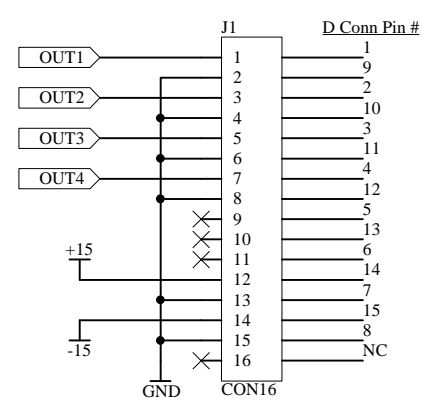 J1 D Conn Pin #
OUT1 1 1
2 9
OUT2 3 2
4 10
OUT3 5 3
6 11
OUT4 7 4
8 12
9 5
10 13
+15 11 6
12 14
13 7
14 15
-15 15 8
16 NC
GND CON16